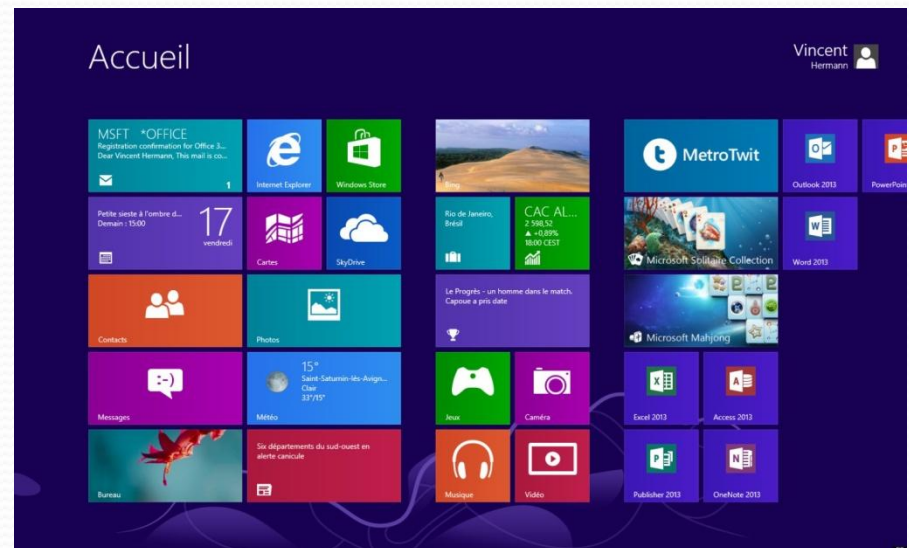 Accueil
Vincent
Hermann
MSFT *OFFICE
Registration confirmation for Office 3...
Dear Vincent Hermann, This mail is co...
1
Internet Explorer
Windows Store
Petite sieste à l'ombre d...
Demain : 15:00
17
vendredi
Cartes
SkyDrive
Contacts
Photos
:-)
Messages
15°
Saint-Saturnin-lès-Avign...
Clair
33°/15°
Météo
Bureau
Six départements du sud-ouest en
alerte canicule
Bing
Rio de Janeiro,
Brésil
CAC AL...
2 598,52
▲ +0,89%
18:00 CEST
Le Progrès - un homme dans le match.
Capoue a pris date
Jeux
Caméra
Musique
Vidéo
MetroTwit
Outlook 2013
PowerPoin
Microsoft Solitaire Collection
Word 2013
Microsoft Mahjong
Excel 2013
Access 2013
Publisher 2013
OneNote 2013